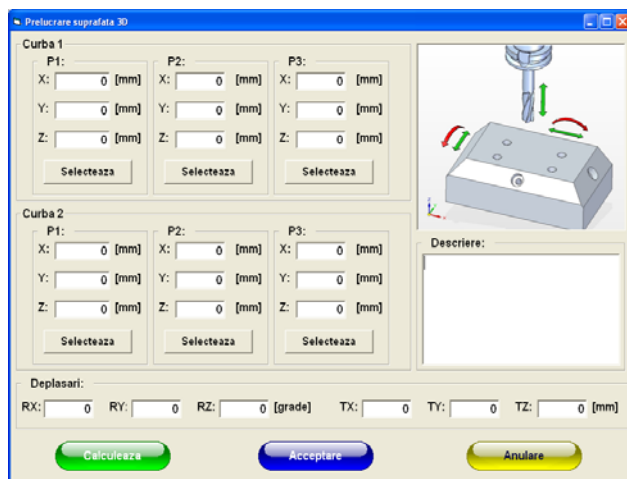 Prelucrare suprafata 3D
Curba 1
P1: P2: P3:
X: 0 [mm] X: 0 [mm] X: 0 [mm]
Y: 0 [mm] Y: 0 [mm] Y: 0 [mm]
Z: 0 [mm] Z: 0 [mm] Z: 0 [mm]
Selecteaza Selecteaza Selecteaza
Curba 2
P1: P2: P3:
X: 0 [mm] X: 0 [mm] X: 0 [mm]
Y: 0 [mm] Y: 0 [mm] Y: 0 [mm]
Z: 0 [mm] Z: 0 [mm] Z: 0 [mm]
Selecteaza Selecteaza Selecteaza
Descriere:
Deplasari:
RX: 0 RY: 0 RZ: 0 [grade] TX: 0 TY: 0 TZ: 0 [mm]
Calculeaza Acceptare Anulare